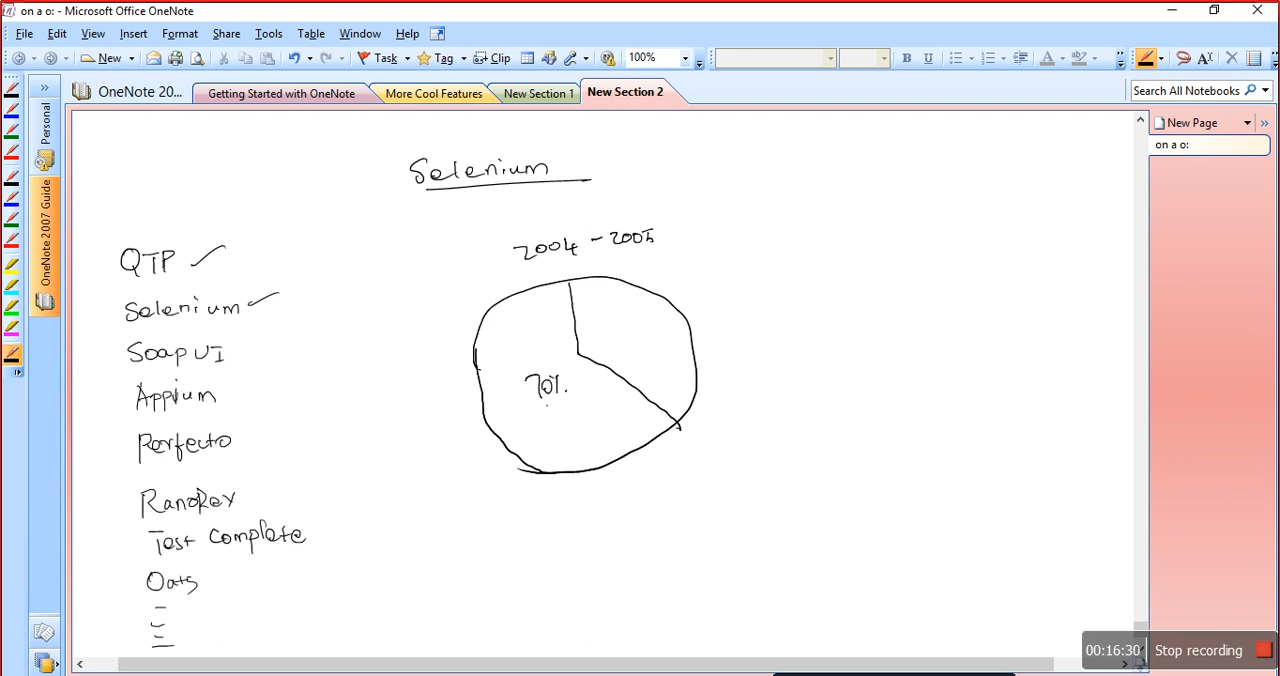 on a o: - Microsoft Office OneNote
File Edit View Insert Format Share Tools Table Window Help
New 100% Task Tag Clip B U A ab A
OneNote 20... Getting Started with OneNote More Cool Features New Section 1 New Section 2 Search All Notebooks
New Page
on a o:
Personal
OneNote 2007 Guide
Selenium
2004 - 2005
QTP
Selenium
Soap UI
Appium
70%.
Perfecto
RanoRex
Test complete
Oats
00:16:30 Stop recording